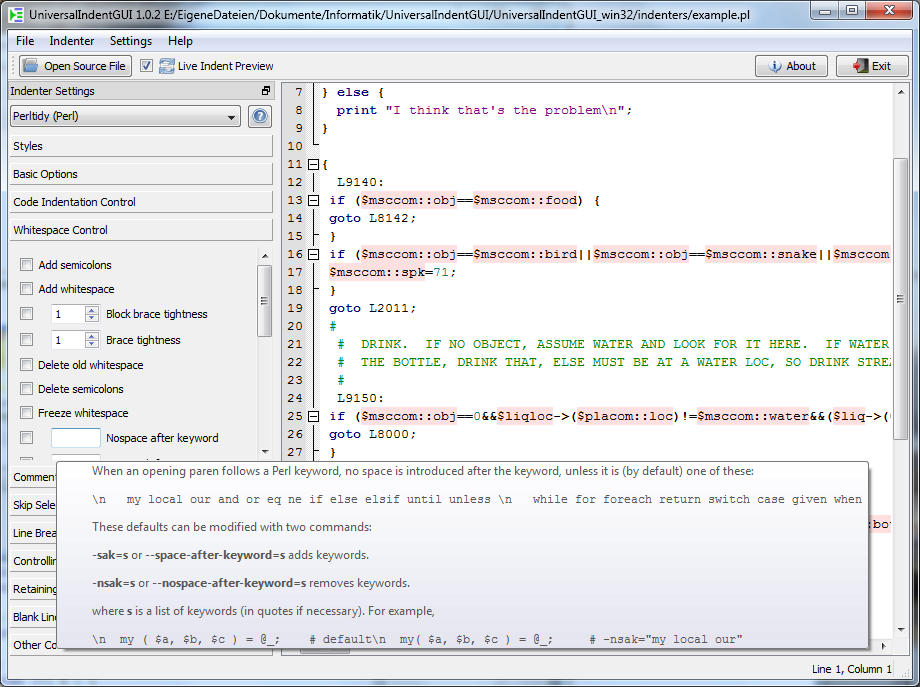 UniversalIndentGUI 1.0.2 E:/EigeneDateien/Dokumente/Informatik/UniversalIndentGUI/UniversalIndentGUI_win32/indenters/example.pl
File Indenter Settings Help
Open Source File Live Indent Preview About Exit
Indenter Settings
Perltidy (Perl)
Styles
Basic Options
Code Indentation Control
Whitespace Control
Add semicolons
Add whitespace
1 Block brace tightness
1 Brace tightness
Delete old whitespace
Delete semicolons
Freeze whitespace
Nospace after keyword
Commen
Skip Sele
Line Brea
Controllin
Retaining
Blank Line
Other Co
7 } else {
8 print "I think that's the problem\n";
9 }
10
11 {
12 L9140:
13 if ($msccom::obj==$msccom::food) {
14 goto L8142;
15 }
16 if ($msccom::obj==$msccom::bird||$msccom::obj==$msccom::snake||$msccom
17 $msccom::spk=71;
18 }
19 goto L2011;
20 #
21 # DRINK. IF NO OBJECT, ASSUME WATER AND LOOK FOR IT HERE. IF WATER
22 # THE BOTTLE, DRINK THAT, ELSE MUST BE AT A WATER LOC, SO DRINK STRE
23 #
24 L9150:
25 if ($msccom::obj==0&&$liqloc->($placom::loc)!=$msccom::water&&($liq->(
26 goto L8000;
27 }
:bo
When an opening paren follows a Perl keyword, no space is introduced after the keyword, unless it is (by default) one of these:
\n my local our and or eq ne if else elsif until unless \n while for foreach return switch case given when
These defaults can be modified with two commands:
-sak=s or --space-after-keyword=s adds keywords.
-nsak=s or --nospace-after-keyword=s removes keywords.
where s is a list of keywords (in quotes if necessary). For example,
\n my ( $a, $b, $c ) = @_; # default\n my( $a, $b, $c ) = @_; # -nsak="my local our"
Line 1, Column 1